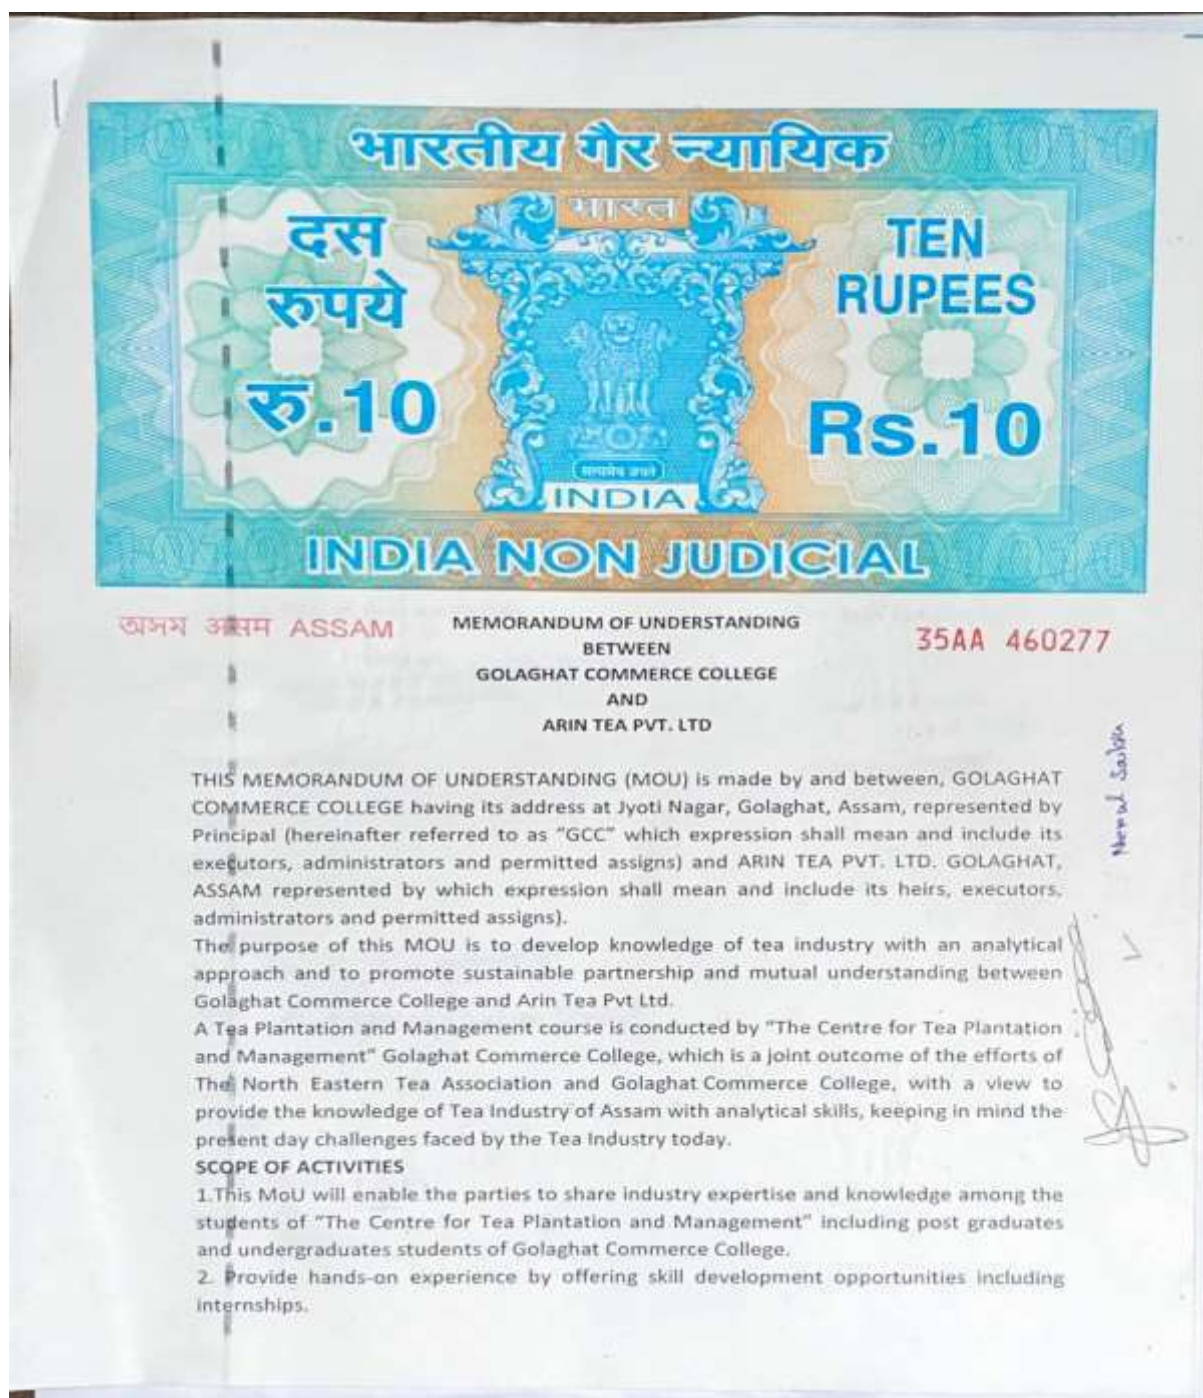 भारतीय गैर न्यायिक
भारत
दस
रुपये
रु.10
TEN
RUPEES
Rs.10
सत्यमेव जयते
INDIA
INDIA NON JUDICIAL
অসম असम ASSAM
35AA 460277
MEMORANDUM OF UNDERSTANDING
BETWEEN
GOLAGHAT COMMERCE COLLEGE
AND
ARIN TEA PVT. LTD
THIS MEMORANDUM OF UNDERSTANDING (MOU) is made by and between, GOLAGHAT
COMMERCE COLLEGE having its address at Jyoti Nagar, Golaghat, Assam, represented by
Principal (hereinafter referred to as "GCC" which expression shall mean and include its
executors, administrators and permitted assigns) and ARIN TEA PVT. LTD. GOLAGHAT,
ASSAM represented by which expression shall mean and include its heirs, executors,
administrators and permitted assigns).
The purpose of this MOU is to develop knowledge of tea industry with an analytical
approach and to promote sustainable partnership and mutual understanding between
Golaghat Commerce College and Arin Tea Pvt Ltd.
A Tea Plantation and Management course is conducted by "The Centre for Tea Plantation
and Management" Golaghat Commerce College, which is a joint outcome of the efforts of
The North Eastern Tea Association and Golaghat Commerce College, with a view to
provide the knowledge of Tea Industry of Assam with analytical skills, keeping in mind the
present day challenges faced by the Tea Industry today.
SCOPE OF ACTIVITIES
1.This MoU will enable the parties to share industry expertise and knowledge among the
students of "The Centre for Tea Plantation and Management" including post graduates
and undergraduates students of Golaghat Commerce College.
2. Provide hands-on experience by offering skill development opportunities including
internships.